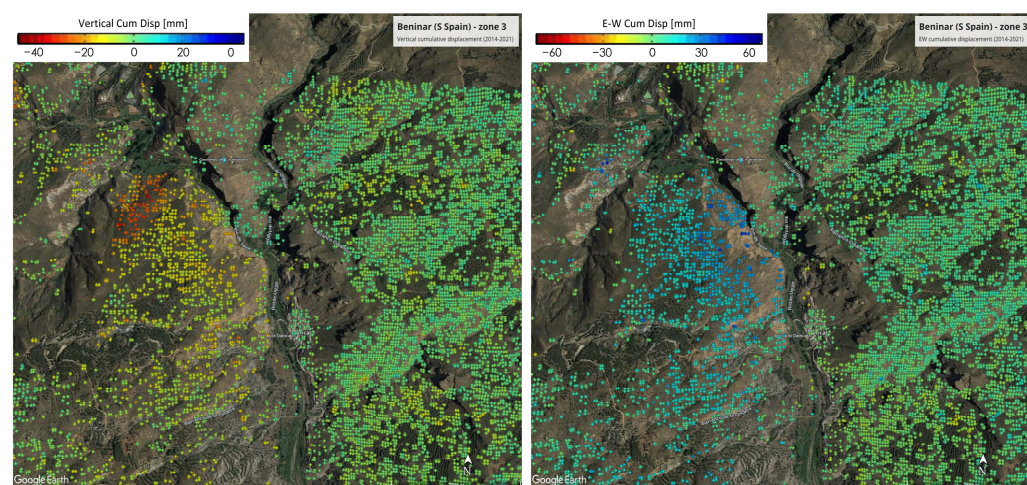 Vertical Cum Disp [mm]
−40 −20 0 20 0
Beninar (S Spain) - zone 3
Vertical cumulative displacement (2014-2021)
N
Google Earth
E-W Cum Disp [mm]
−60 −30 0 30 60
Beninar (S Spain) - zone 3
EW cumulative displacement (2014-2021)
N
Google Earth